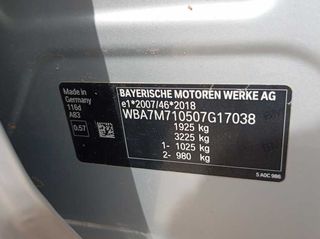 Made in
Germany
116d
A83
0.57
BAYERISCHE MOTOREN WERKE AG
e1*2007/46*2018
WBA7M710507G17038
1925 kg
3225 kg
1- 1025 kg
2- 980 kg
5 A0C 986